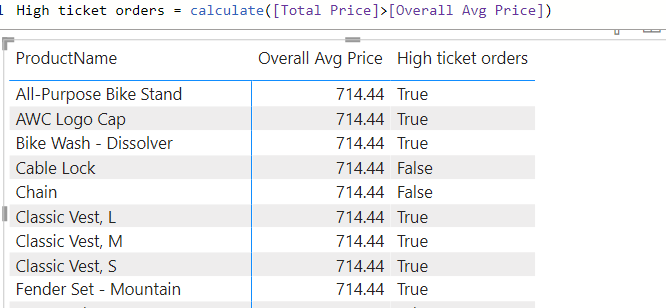 1 High ticket orders = calculate([Total Price]>[Overall Avg Price])
ProductName Overall Avg Price High ticket orders
All-Purpose Bike Stand 714.44 True
AWC Logo Cap 714.44 True
Bike Wash - Dissolver 714.44 True
Cable Lock 714.44 False
Chain 714.44 False
Classic Vest, L 714.44 True
Classic Vest, M 714.44 True
Classic Vest, S 714.44 True
Fender Set - Mountain 714.44 True